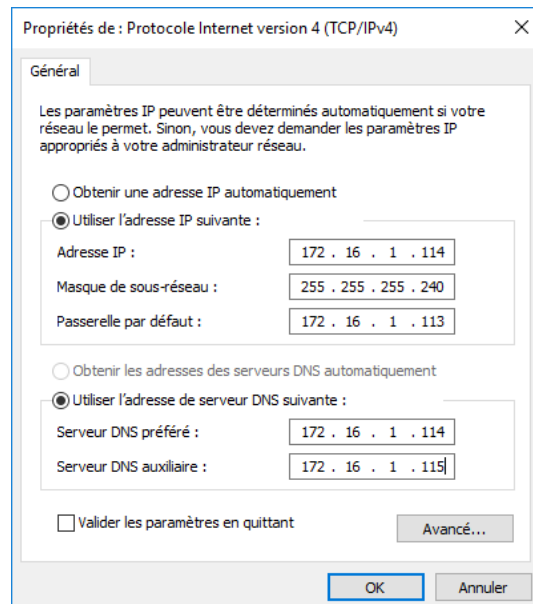 Propriétés de : Protocole Internet version 4 (TCP/IPv4)
Général
Les paramètres IP peuvent être déterminés automatiquement si votre
réseau le permet. Sinon, vous devez demander les paramètres IP
appropriés à votre administrateur réseau.
Obtenir une adresse IP automatiquement
Utiliser l'adresse IP suivante :
Adresse IP : 172 . 16 . 1 . 114
Masque de sous-réseau : 255 . 255 . 255 . 240
Passerelle par défaut : 172 . 16 . 1 . 113
Obtenir les adresses des serveurs DNS automatiquement
Utiliser l'adresse de serveur DNS suivante :
Serveur DNS préféré : 172 . 16 . 1 . 114
Serveur DNS auxiliaire : 172 . 16 . 1 . 115
Valider les paramètres en quittant
Avancé...
OK Annuler